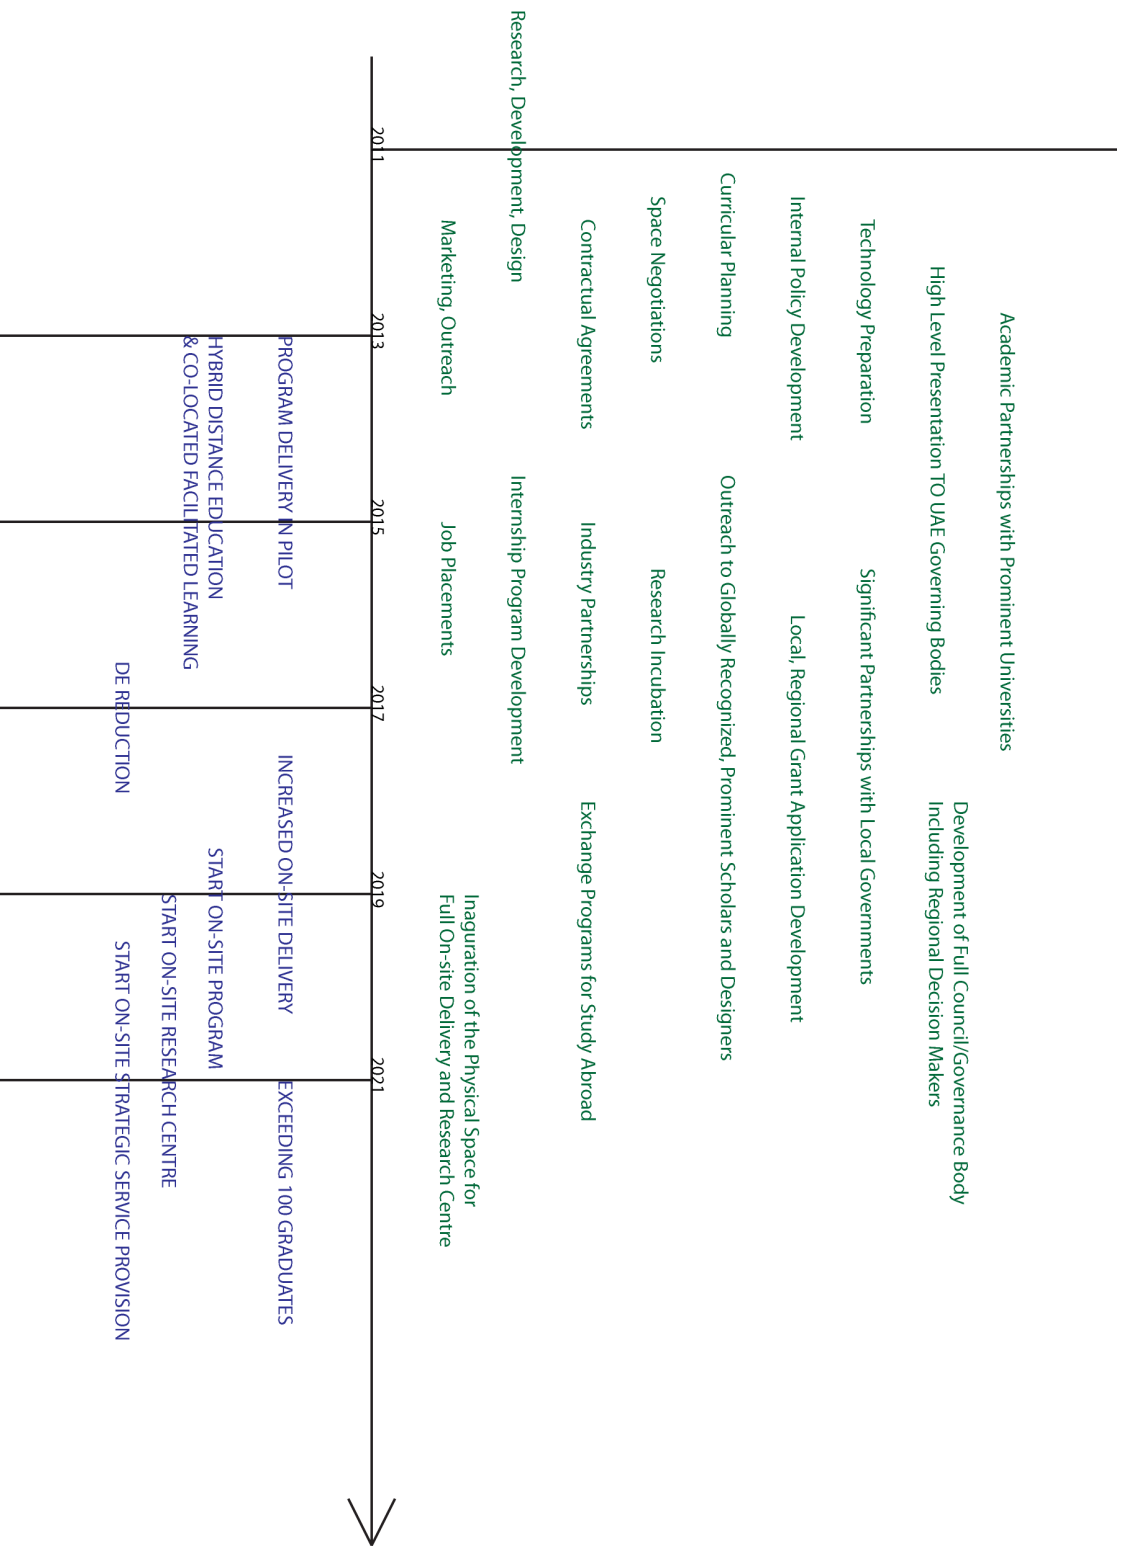 Academic Partnerships with Prominent Universities
High Level Presentation TO UAE Governing Bodies
Development of Full Council/Governance Body
Including Regional Decision Makers
Technology Preparation
Significant Partnerships with Local Governments
Internal Policy Development
Local, Regional Grant Application Development
Curricular Planning
Outreach to Globally Recognized, Prominent Scholars and Designers
Space Negotiations
Research Incubation
Contractual Agreements
Industry Partnerships
Exchange Programs for Study Abroad
Research, Development, Design
Internship Program Development
Marketing, Outreach
Job Placements
Inaguration of the Physical Space for
Full On-site Delivery and Research Centre
2011
2013
2015
2017
2019
2021
PROGRAM DELIVERY IN PILOT
INCREASED ON-SITE DELIVERY
EXCEEDING 100 GRADUATES
HYBRID DISTANCE EDUCATION
& CO-LOCATED FACILITATED LEARNING
START ON-SITE PROGRAM
START ON-SITE RESEARCH CENTRE
DE REDUCTION
START ON-SITE STRATEGIC SERVICE PROVISION